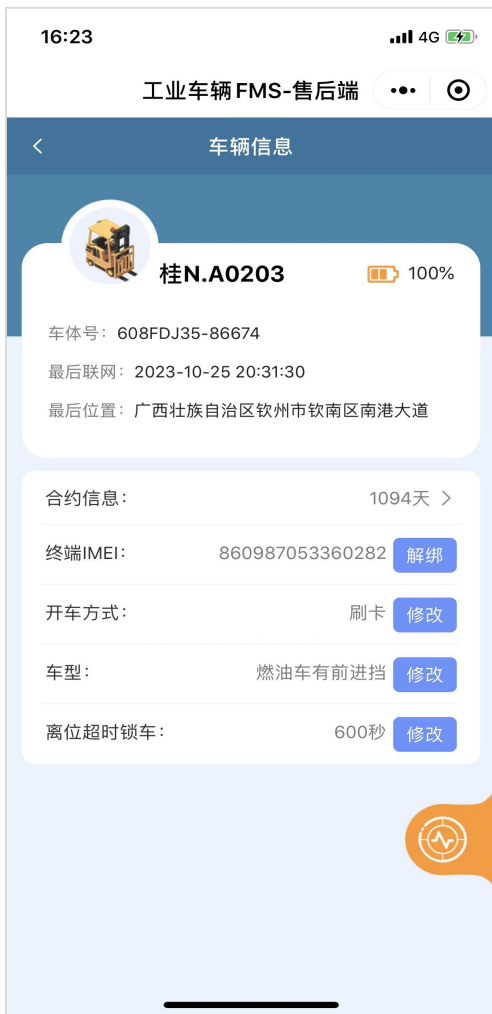 16:23
4G
工业车辆FMS-售后端
车辆信息
桂N.A0203
100%
车体号：608FDJ35-86674
最后联网：2023-10-25 20:31:30
最后位置：广西壮族自治区钦州市钦南区南港大道
合约信息： 1094天
终端IMEI： 860987053360282 解绑
开车方式： 刷卡 修改
车型： 燃油车有前进挡 修改
离位超时锁车： 600秒 修改